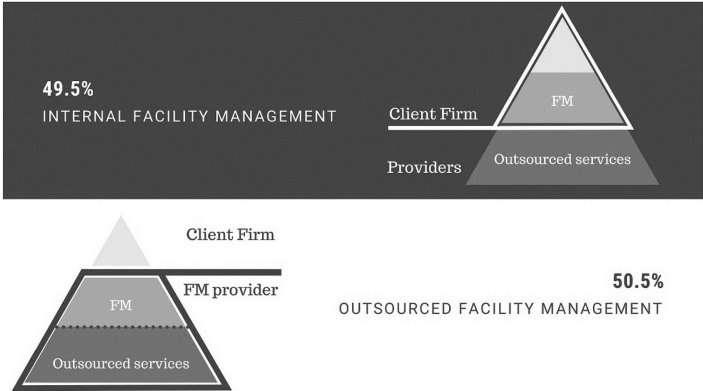 49.5%
INTERNAL FACILITY MANAGEMENT
FM
Client Firm
Outsourced services
Providers
Client Firm
FM provider
FM
Outsourced services
50.5%
OUTSOURCED FACILITY MANAGEMENT